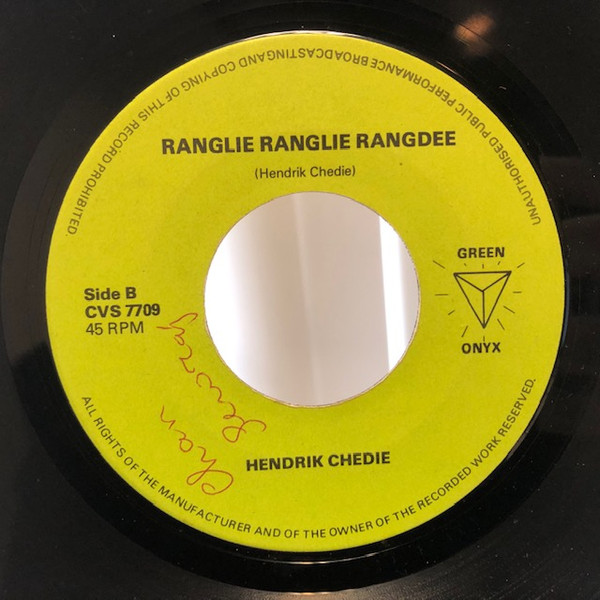 UNAUTHORISED PUBLIC PERFORMANCE BROADCASTING AND COPYING OF THIS RECORD PROHIBITED.
RANGLIE RANGLIE RANGDEE
(Hendrik Chedie)
GREEN
ONYX
Side B
CVS 7709
45 RPM
Chan
HENDRIK CHEDIE
ALL RIGHTS OF THE MANUFACTURER AND OF THE OWNER OF THE RECORDED WORK RESERVED.